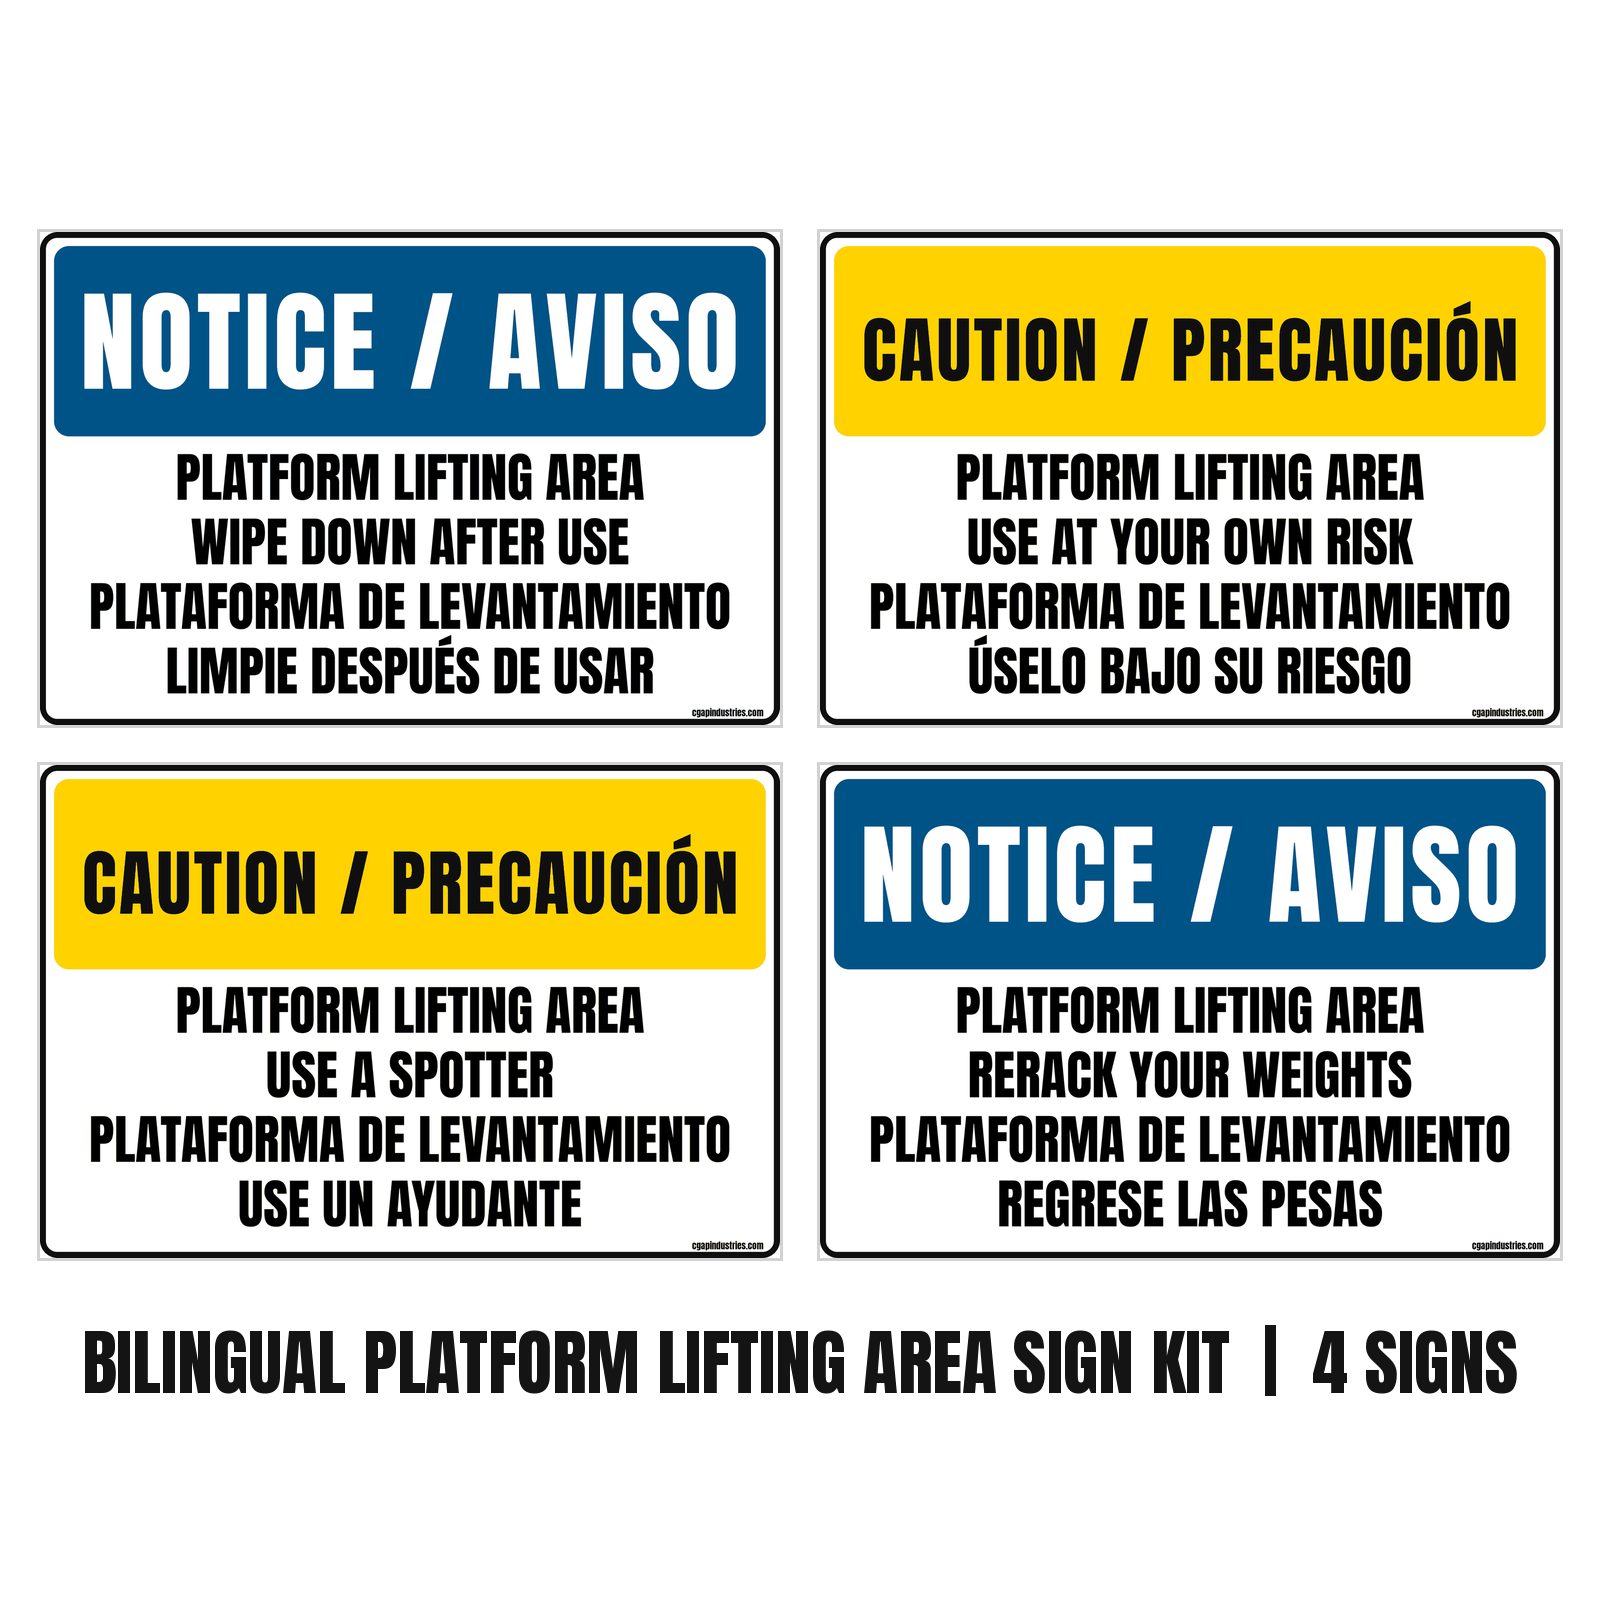 NOTICE / AVISO
PLATFORM LIFTING AREA
WIPE DOWN AFTER USE
PLATAFORMA DE LEVANTAMIENTO
LIMPIE DESPUÉS DE USAR
cgapindustries.com
CAUTION / PRECAUCIÓN
PLATFORM LIFTING AREA
USE AT YOUR OWN RISK
PLATAFORMA DE LEVANTAMIENTO
ÚSELO BAJO SU RIESGO
cgapindustries.com
CAUTION / PRECAUCIÓN
PLATFORM LIFTING AREA
USE A SPOTTER
PLATAFORMA DE LEVANTAMIENTO
USE UN AYUDANTE
cgapindustries.com
NOTICE / AVISO
PLATFORM LIFTING AREA
RERACK YOUR WEIGHTS
PLATAFORMA DE LEVANTAMIENTO
REGRESE LAS PESAS
cgapindustries.com
BILINGUAL PLATFORM LIFTING AREA SIGN KIT | 4 SIGNS